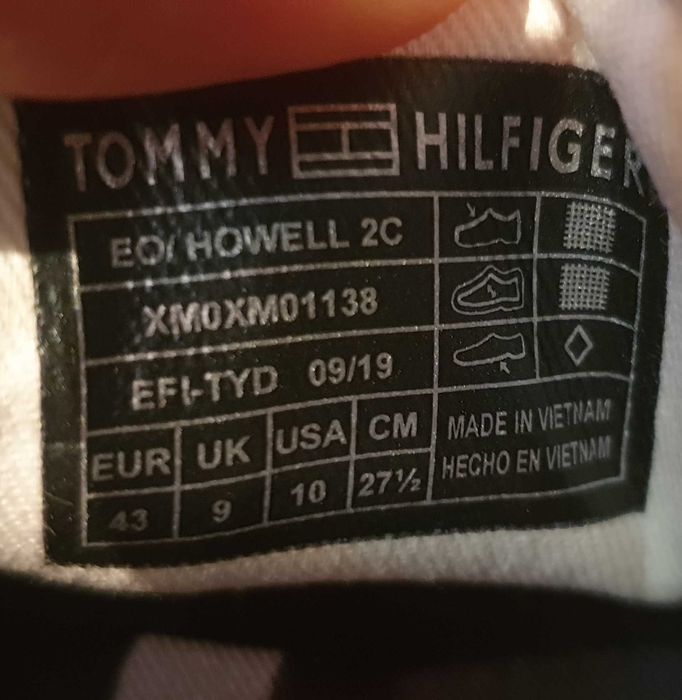 TOMMY HILFIGER
EO/ HOWELL 2C
XM0XM01138
EFI-TYD 09/19
EUR UK USA CM
43 9 10 27½
MADE IN VIETNAM
HECHO EN VIETNAM